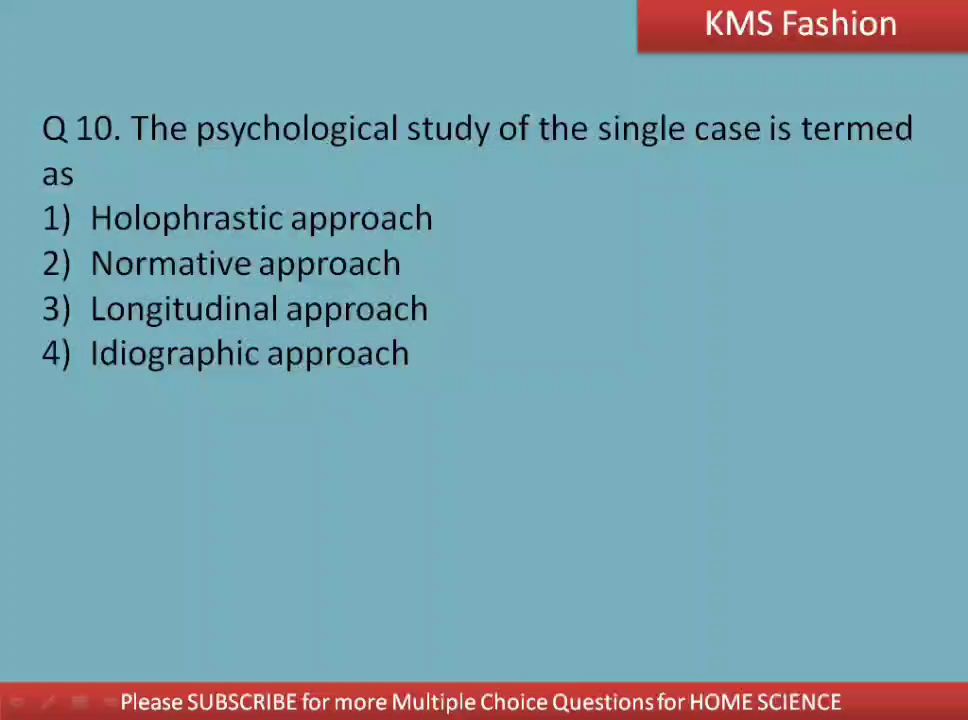 KMS Fashion
Q 10. The psychological study of the single case is termed
as
1) Holophrastic approach
2) Normative approach
3) Longitudinal approach
4) Idiographic approach
Please SUBSCRIBE for more Multiple Choice Questions for HOME SCIENCE